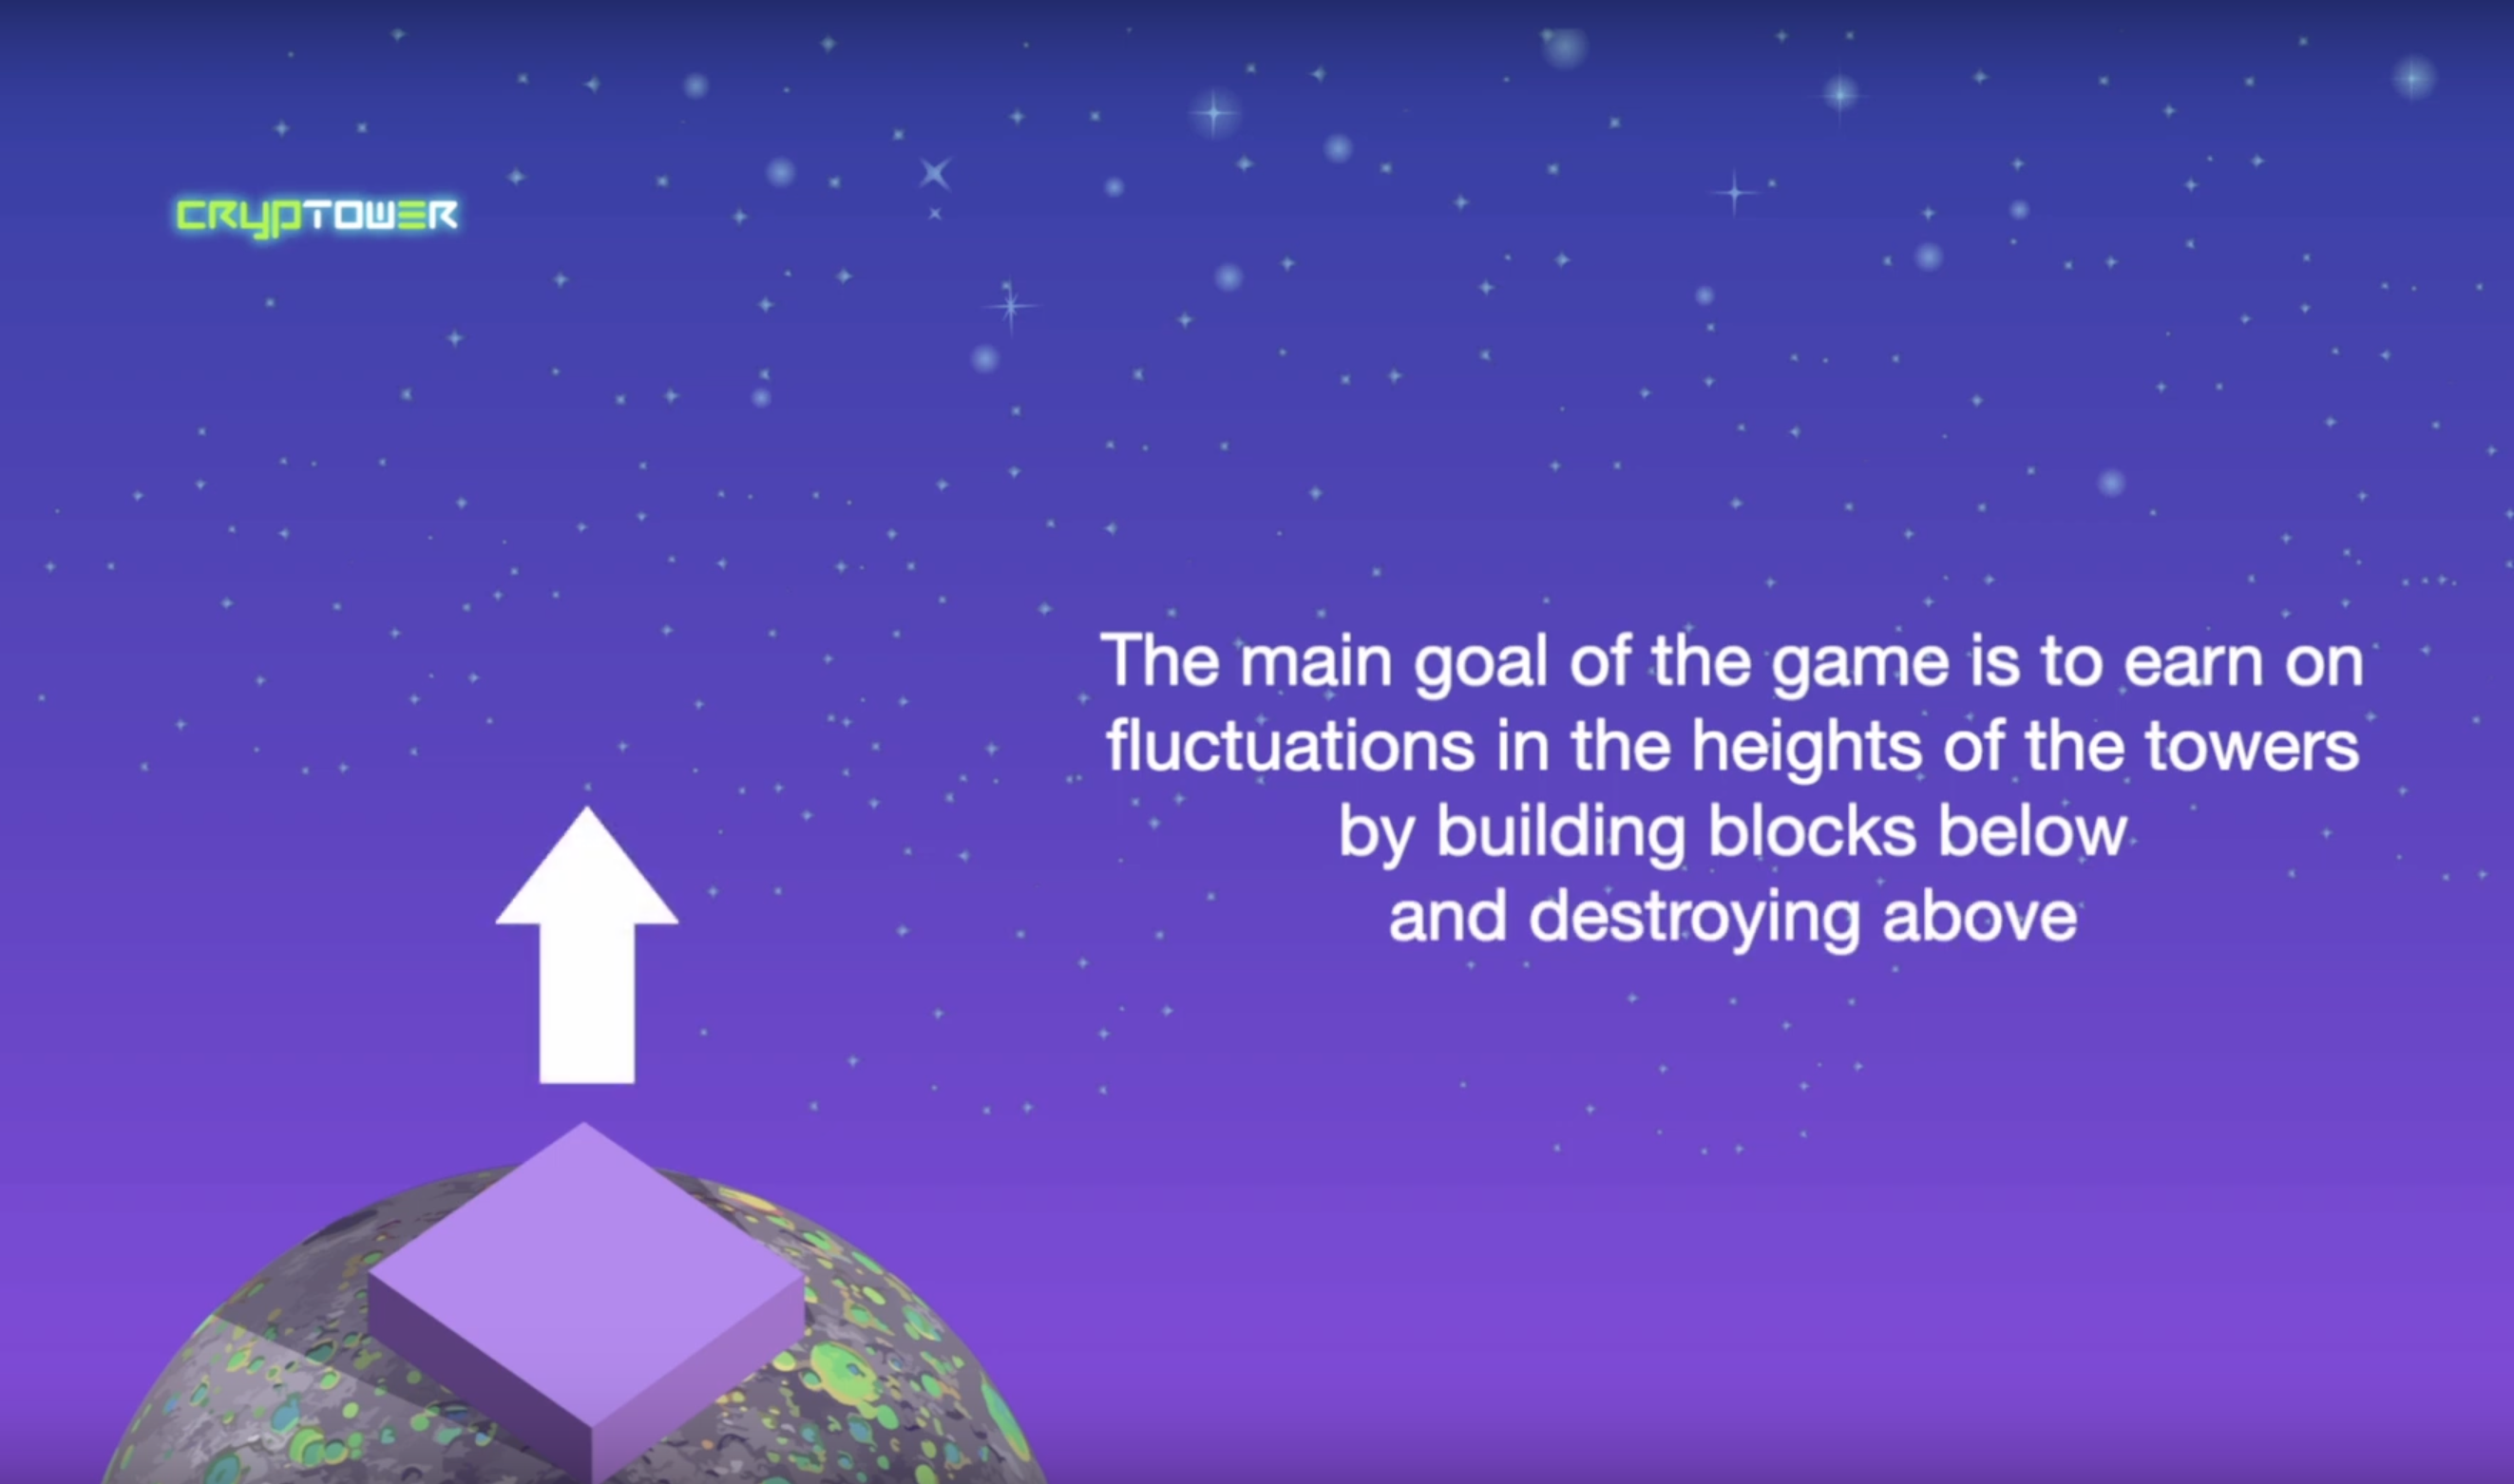 CRYPTOWER
The main goal of the game is to earn on
fluctuations in the heights of the towers
by building blocks below
and destroying above